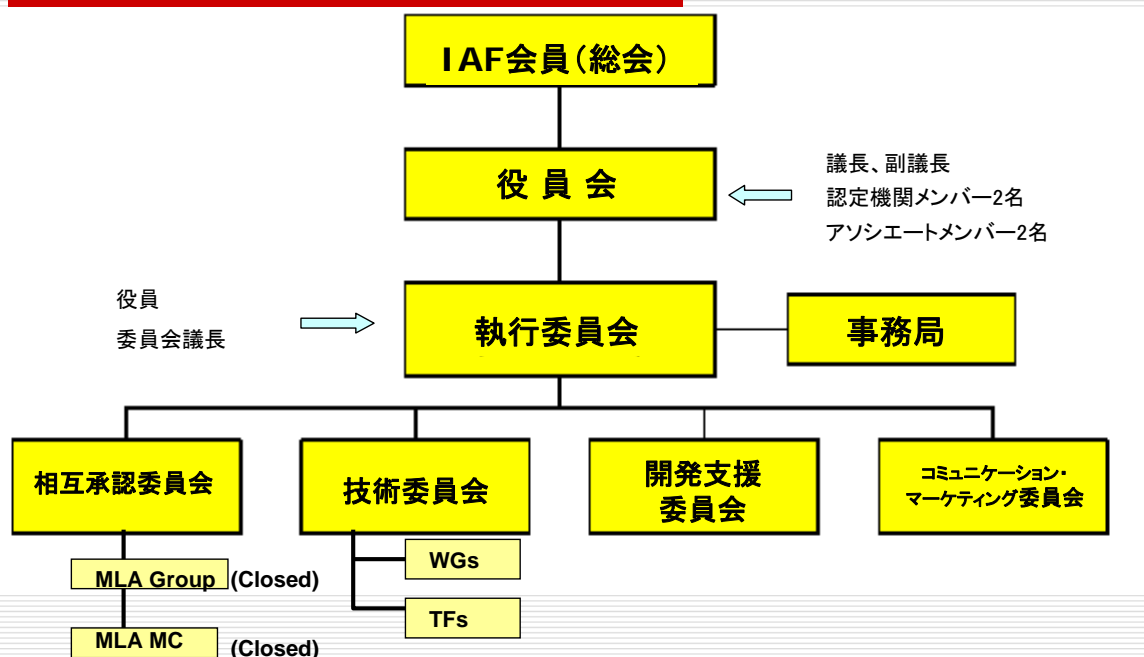 IAF会員(総会)
役 員 会
議長、副議長
認定機関メンバー2名
アソシエートメンバー2名
役員
委員会議長
執行委員会
事務局
相互承認委員会
技術委員会
開発支援
委員会
コミュニケーション・
マーケティング委員会
MLA Group (Closed)
MLA MC (Closed)
WGs
TFs